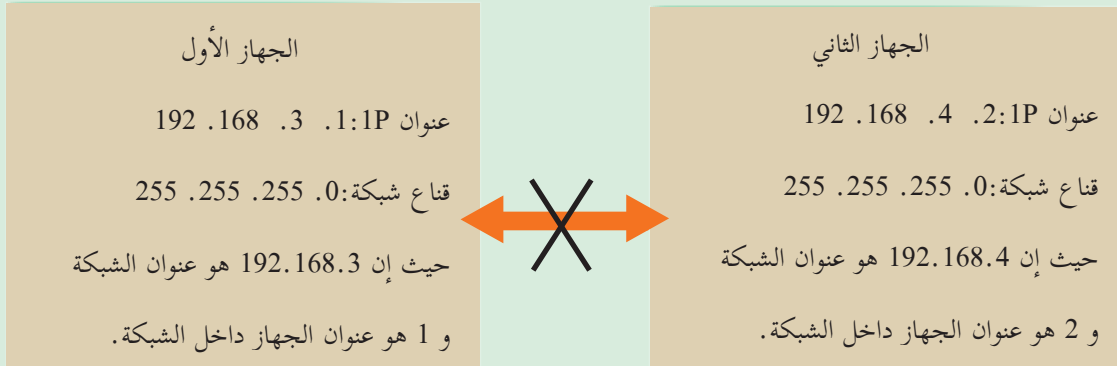 الجهاز الأول
عنوان 1P:1. 3. 168. 192
قناع شبكة:0. 255. 255. 255
حيث إن 192.168.3 هو عنوان الشبكة
و 1 هو عنوان الجهاز داخل الشبكة.
الجهاز الثاني
عنوان 1P:2. 4. 168. 192
قناع شبكة:0. 255. 255. 255
حيث إن 192.168.4 هو عنوان الشبكة
و 2 هو عنوان الجهاز داخل الشبكة.